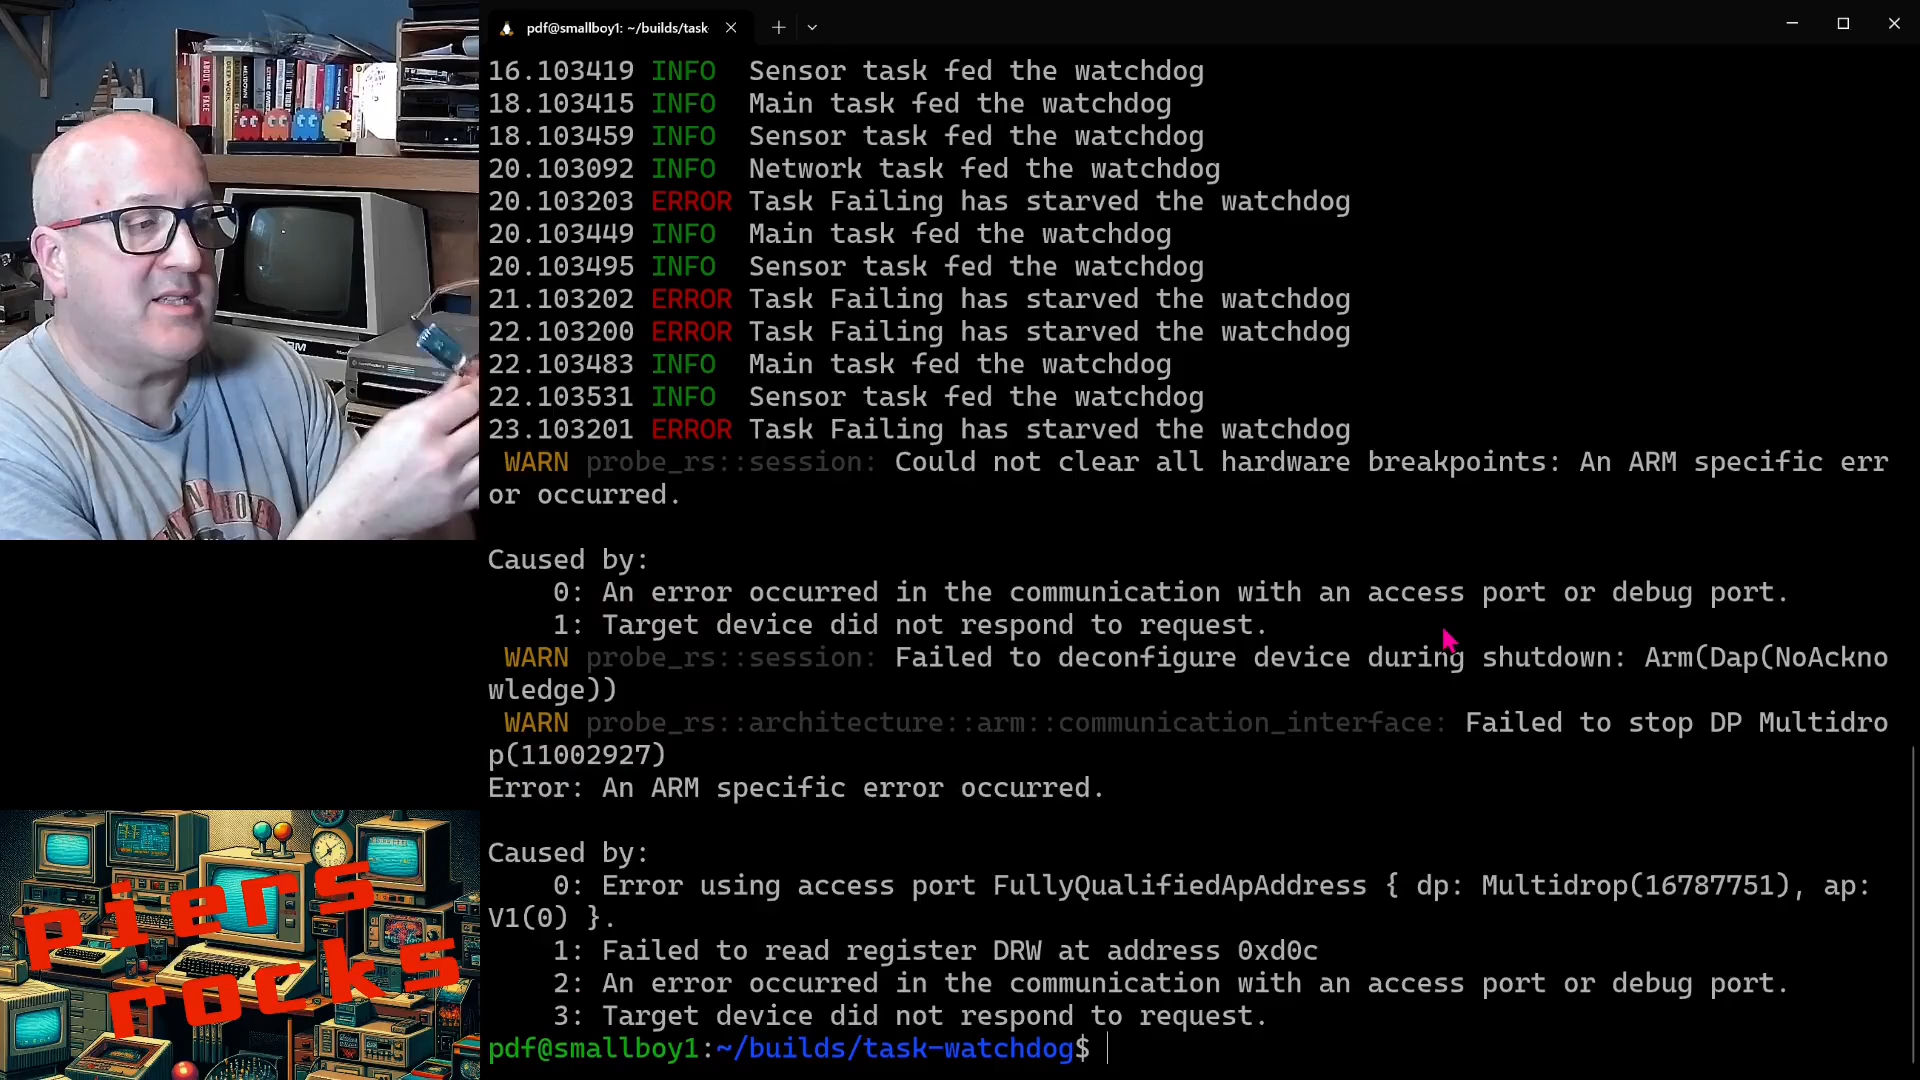 pdf@smallboy1: ~/builds/task
16.103419 INFO  Sensor task fed the watchdog
18.103415 INFO  Main task fed the watchdog
18.103459 INFO  Sensor task fed the watchdog
20.103092 INFO  Network task fed the watchdog
20.103203 ERROR Task Failing has starved the watchdog
20.103449 INFO  Main task fed the watchdog
20.103495 INFO  Sensor task fed the watchdog
21.103202 ERROR Task Failing has starved the watchdog
22.103200 ERROR Task Failing has starved the watchdog
22.103483 INFO  Main task fed the watchdog
22.103531 INFO  Sensor task fed the watchdog
23.103201 ERROR Task Failing has starved the watchdog
WARN probe_rs::session: Could not clear all hardware breakpoints: An ARM specific err
or occurred.
Caused by:
0: An error occurred in the communication with an access port or debug port.
1: Target device did not respond to request.
WARN probe_rs::session: Failed to deconfigure device during shutdown: Arm(Dap(NoAckno
wledge))
WARN probe_rs::architecture::arm::communication_interface: Failed to stop DP Multidro
p(11002927)
Error: An ARM specific error occurred.
Caused by:
0: Error using access port FullyQualifiedApAddress { dp: Multidrop(16787751), ap:
V1(0) }.
1: Failed to read register DRW at address 0xd0c
2: An error occurred in the communication with an access port or debug port.
3: Target device did not respond to request.
pdf@smallboy1:~/builds/task-watchdog$
piers
rocks
ABOUT FACE
DEEP WORK